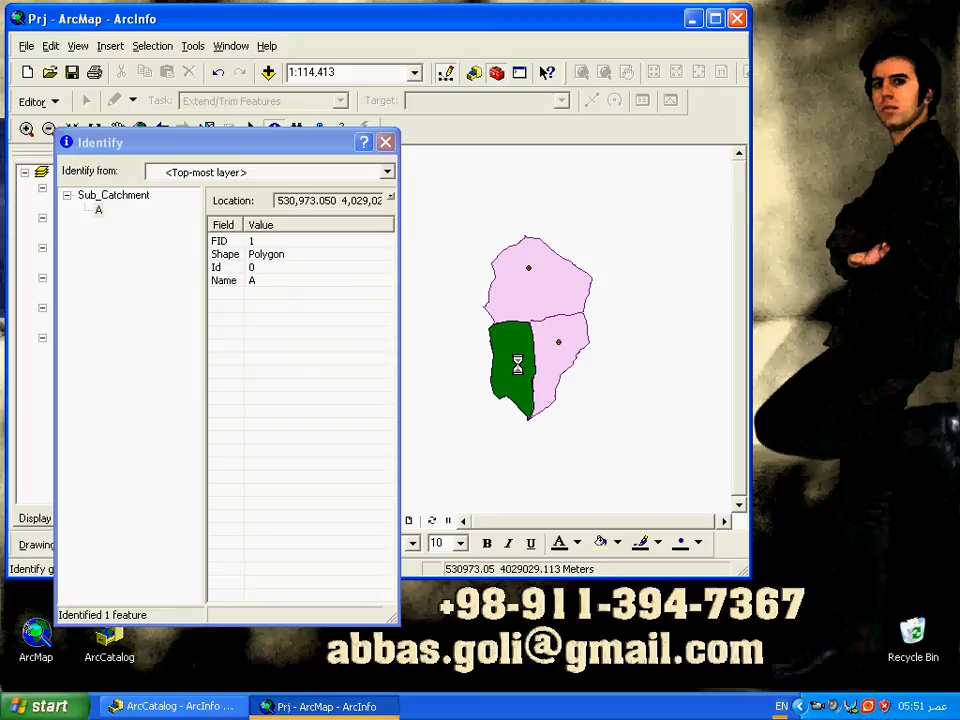 Prj - ArcMap - ArcInfo
File Edit View Insert Selection Tools Window Help
1:114,413
Editor Task: Extend/Trim Features Target:
Identify
Identify from: <Top-most layer>
Sub_Catchment
A
Location: 530,973.050 4,029,02
Field Value
FID 1
Shape Polygon
Id 0
Name A
Display
Drawing
10 B I U A
Identify g
530973.05 4029029.113 Meters
Identified 1 feature
+98-911-394-7367
abbas.goli@gmail.com
ArcMap
ArcCatalog
Recycle Bin
start
ArcCatalog - ArcInfo ...
Prj - ArcMap - ArcInfo
EN
05:51 عصر